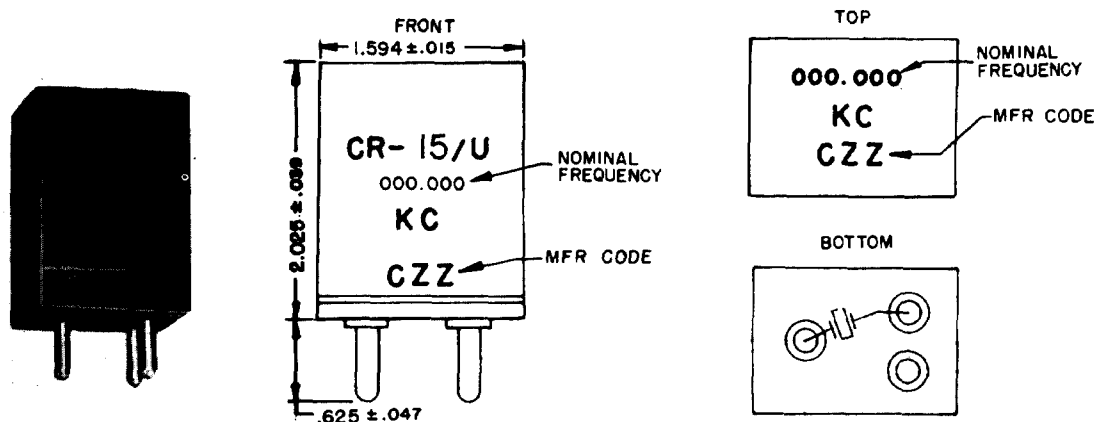 FRONT
1.594 ±.015
2.025 ± .039
CR-15/U
000.000
NOMINAL
FREQUENCY
KC
CZZ
MFR CODE
.625 ±.047
TOP
000.000
NOMINAL
FREQUENCY
KC
CZZ
MFR CODE
BOTTOM